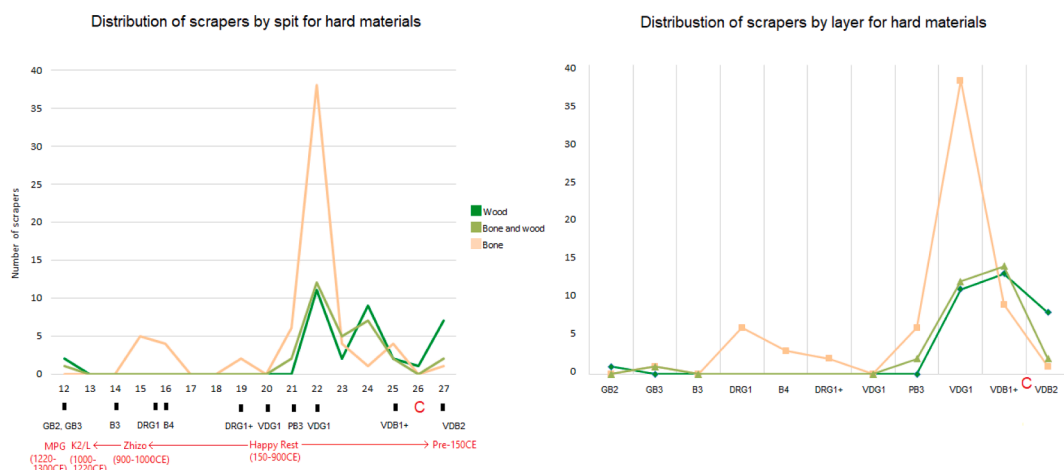 Distribution of scrapers by spit for hard materials
40
35
30
25
20
15
10
5
0
Number of scrapers
12 13 14 15 16 17 18 19 20 21 22 23 24 25 26 27
C
GB2, GB3 B3 DRG1 B4 DRG1+ VDG1 PB3 VDG1 VDB1+ VDB2
MPG K2/L Zhizo Happy Rest Pre-150CE
(1220- (1000- (900-1000CE) (150-900CE)
1300CE) 1220CE)
Wood
Bone and wood
Bone
Distribustion of scrapers by layer for hard materials
40
35
30
25
20
15
10
5
0
GB2 GB3 B3 DRG1 B4 DRG1+ VDG1 PB3 VDG1 VDB1+ C VDB2